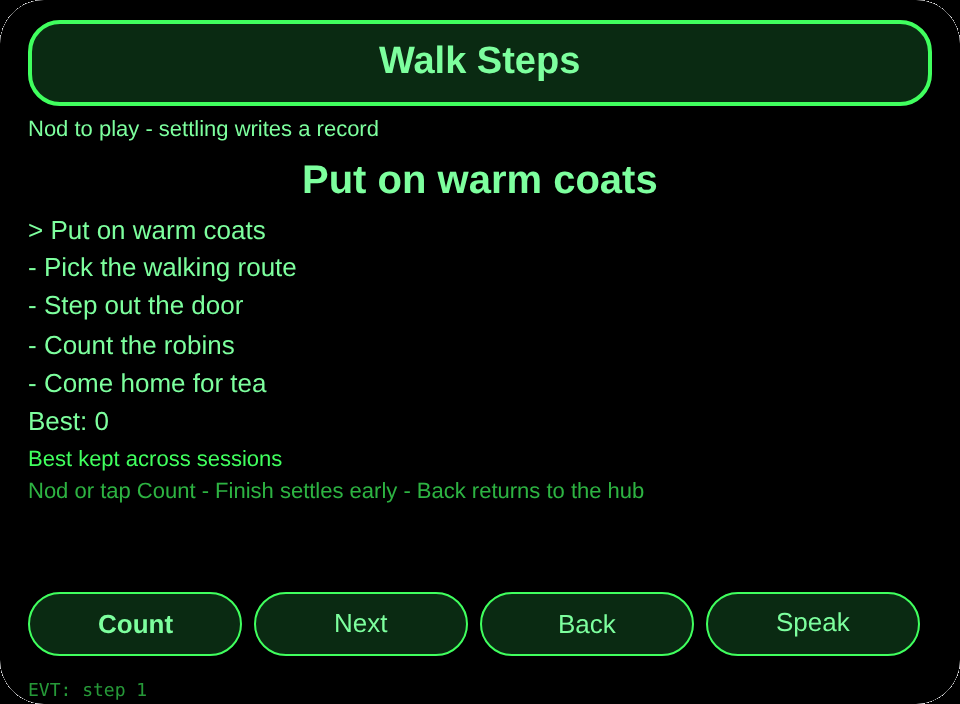 Walk Steps
Nod to play - settling writes a record
Put on warm coats
> Put on warm coats
- Pick the walking route
- Step out the door
- Count the robins
- Come home for tea
Best: 0
Best kept across sessions
Nod or tap Count - Finish settles early - Back returns to the hub
Count Next Back Speak
EVT: step 1